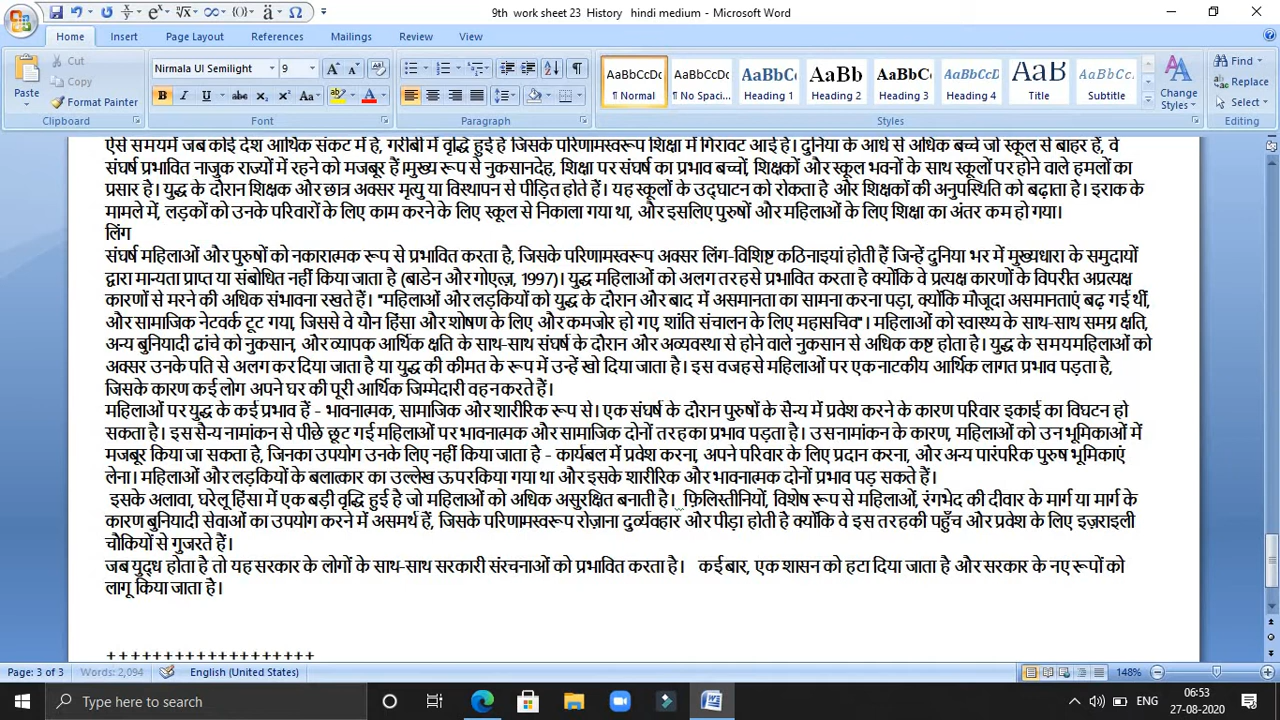 9th work sheet 23 History hindi medium - Microsoft Word
Home Insert Page Layout References Mailings Review View
Paste Cut Copy Format Painter Clipboard
Nirmala UI Semilight 9 Font
Paragraph
AaBbCcDc ¶ Normal AaBbCcDc ¶ No Spaci... AaBbC Heading 1 AaBb Heading 2 AaBbC Heading 3 AaBbCcD Heading 4 AaBb Title AaBbCcD Subtitle Change Styles Styles
Find Replace Select Editing
ऐसे समयमें जब कोई देश आर्थिक संकट में है, गरीबी में वृद्धि हुई है जिसके परिणामस्वरूप शिक्षा में गिरावट आई है। दुनिया के आधे से अधिक बच्चे जो स्कूल से बाहर हैं, वे
संघर्ष प्रभावित नाजुक राज्यों में रहने को मजबूर हैं।मुख्य रूप से नुकसानदेह, शिक्षा पर संघर्ष का प्रभाव बच्चों, शिक्षकों और स्कूल भवनों के साथ स्कूलों पर होने वाले हमलों का
प्रसार है। युद्ध के दौरान शिक्षक और छात्र अक्सर मृत्यु या विस्थापन से पीड़ित होते हैं। यह स्कूलों के उद्घाटन को रोकता है और शिक्षकों की अनुपस्थिति को बढ़ाता है। इराक के
मामले में, लड़कों को उनके परिवारों के लिए काम करने के लिए स्कूल से निकाला गया था, और इसलिए पुरुषों और महिलाओं के लिए शिक्षा का अंतर कम हो गया।
लिंग
संघर्ष महिलाओं और पुरुषों को नकारात्मक रूप से प्रभावित करता है, जिसके परिणामस्वरूप अक्सर लिंग-विशिष्ट कठिनाइयां होती हैं जिन्हें दुनिया भर में मुख्यधारा के समुदायों
द्वारा मान्यता प्राप्त या संबोधित नहीं किया जाता है (बाडेन और गोएत्ज़, 1997)। युद्ध महिलाओं को अलग तरहसे प्रभावित करता है क्योंकि वे प्रत्यक्ष कारणों के विपरीत अप्रत्यक्ष
कारणों से मरने की अधिक संभावना रखते हैं। "महिलाओं और लड़कियों को युद्ध के दौरान और बाद में असमानता का सामना करना पड़ा, क्योंकि मौजूदा असमानताएं बढ़ गई थीं,
और सामाजिक नेटवर्क टूट गया, जिससे वे यौन हिंसा और शोषण के लिए और कमजोर हो गए, शांति संचालन के लिए महासचिव"। महिलाओं को स्वास्थ्य के साथ-साथ समग्र क्षति,
अन्य बुनियादी ढांचे को नुकसान, और व्यापक आर्थिक क्षति के साथ-साथ संघर्ष के दौरान और अव्यवस्था से होने वाले नुकसान से अधिक कष्ट होता है। युद्ध के समयमहिलाओं को
अक्सर उनके पति से अलग कर दिया जाता है या युद्ध की कीमत के रूप में उन्हें खो दिया जाता है। इस वजहसे महिलाओं पर एकनाटकीय आर्थिक लागत प्रभाव पड़ता है,
जिसके कारण कई लोग अपने घर की पूरी आर्थिक जिम्मेदारी वहनकरते हैं।
महिलाओं पर युद्ध के कई प्रभाव हैं - भावनात्मक, सामाजिक और शारीरिक रूप से। एक संघर्ष के दौरान पुरुषों के सैन्य में प्रवेश करने के कारण परिवार इकाई का विघटन हो
सकता है। इस सैन्य नामांकन से पीछे छूट गई महिलाओं पर भावनात्मक और सामाजिक दोनों तरहका प्रभाव पड़ता है। उसनामांकन के कारण, महिलाओं को उन भूमिकाओं में
मजबूर किया जा सकता है, जिनका उपयोग उनके लिए नहीं किया जाता है - कार्यबल में प्रवेश करना, अपने परिवार के लिए प्रदान करना, और अन्य पारंपरिक पुरुष भूमिकाएं
लेना। महिलाओं और लड़कियों के बलात्कार का उल्लेख ऊपरकिया गया था और इसके शारीरिक और भावनात्मक दोनों प्रभाव पड़ सकते हैं।
इसके अलावा, घरेलू हिंसा में एक बड़ी वृद्धि हुई है जो महिलाओं को अधिक असुरक्षित बनाती है। फ़िलिस्तीनियों, विशेष रूप से महिलाओं, रंगभेद की दीवार के मार्ग या मार्ग के
कारण बुनियादी सेवाओं का उपयोग करने में असमर्थ हैं, जिसके परिणामस्वरूप रोज़ाना दुर्व्यवहार और पीड़ा होती है क्योंकि वे इस तरहकी पहुँच और प्रवेश के लिए इज़राइली
चौकियों से गुजरते हैं।
जब युद्ध होता है तो यह सरकार के लोगों के साथ-साथ सरकारी संरचनाओं को प्रभावित करता है। कईबार, एक शासन को हटा दिया जाता है और सरकार के नए रूपों को
लागू किया जाता है।
++++++++++++++++++
Page: 3 of 3 Words: 2,094 English (United States) 148%
Type here to search ENG 06:53
27-08-2020